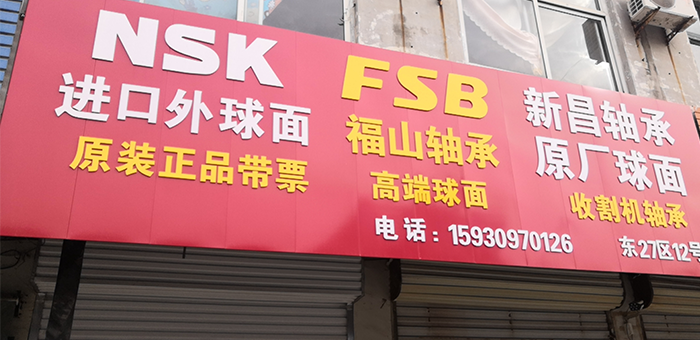 NSK
进口外球面
原装正品带票
FSB
福山轴承
高端球面
新昌轴承
原厂球面
收割机轴承
电话：15930970126
东27区12号